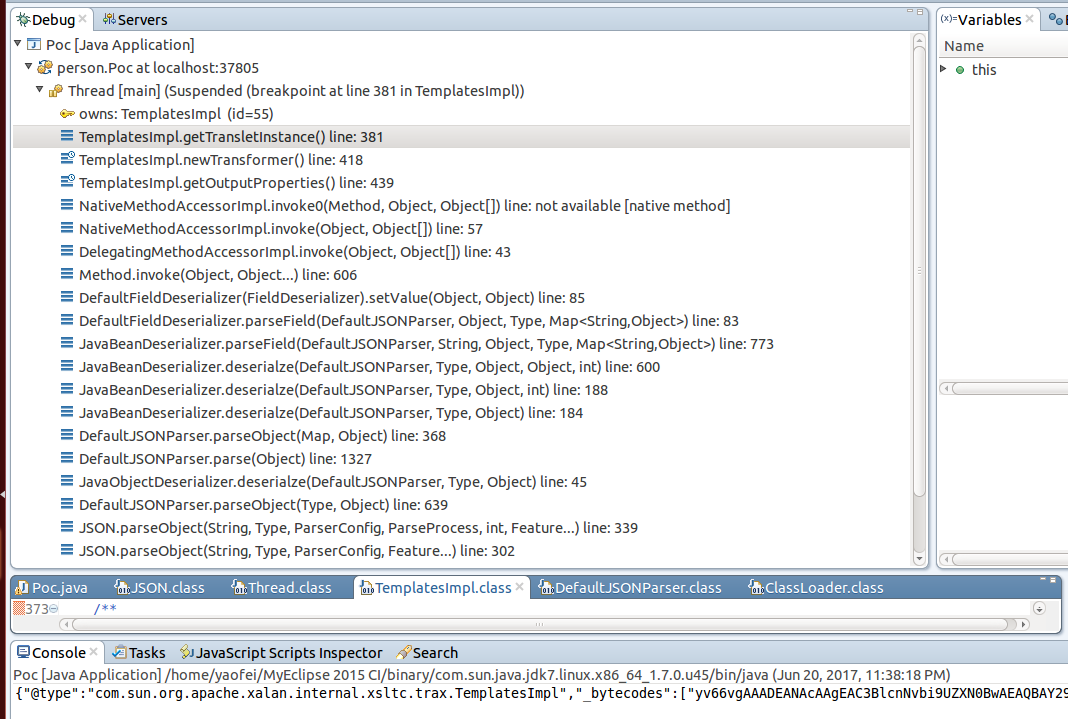 Debug Servers
Poc [Java Application]
person.Poc at localhost:37805
Thread [main] (Suspended (breakpoint at line 381 in TemplatesImpl))
owns: TemplatesImpl (id=55)
TemplatesImpl.getTransletInstance() line: 381
TemplatesImpl.newTransformer() line: 418
TemplatesImpl.getOutputProperties() line: 439
NativeMethodAccessorImpl.invoke0(Method, Object, Object[]) line: not available [native method]
NativeMethodAccessorImpl.invoke(Object, Object[]) line: 57
DelegatingMethodAccessorImpl.invoke(Object, Object[]) line: 43
Method.invoke(Object, Object...) line: 606
DefaultFieldDeserializer(FieldDeserializer).setValue(Object, Object) line: 85
DefaultFieldDeserializer.parseField(DefaultJSONParser, Object, Type, Map<String,Object>) line: 83
JavaBeanDeserializer.parseField(DefaultJSONParser, String, Object, Type, Map<String,Object>) line: 773
JavaBeanDeserializer.deserialze(DefaultJSONParser, Type, Object, Object, int) line: 600
JavaBeanDeserializer.deserialze(DefaultJSONParser, Type, Object, int) line: 188
JavaBeanDeserializer.deserialze(DefaultJSONParser, Type, Object) line: 184
DefaultJSONParser.parseObject(Map, Object) line: 368
DefaultJSONParser.parse(Object) line: 1327
JavaObjectDeserializer.deserialze(DefaultJSONParser, Type, Object) line: 45
DefaultJSONParser.parseObject(Type, Object) line: 639
JSON.parseObject(String, Type, ParserConfig, ParseProcess, int, Feature...) line: 339
JSON.parseObject(String, Type, ParserConfig, Feature...) line: 302
(x)= Variables
Name
this
Poc.java JSON.class Thread.class TemplatesImpl.class DefaultJSONParser.class ClassLoader.class
373 /**
Console Tasks JavaScript Scripts Inspector Search
Poc [Java Application] /home/yaofei/MyEclipse 2015 CI/binary/com.sun.java.jdk7.linux.x86_64_1.7.0.u45/bin/java (Jun 20, 2017, 11:38:18 PM)
{"@type":"com.sun.org.apache.xalan.internal.xsltc.trax.TemplatesImpl","_bytecodes":["yv66vgAAADEANAcAAgEAC3BlcnNvbi9UZXN0BwAEAQBAY29